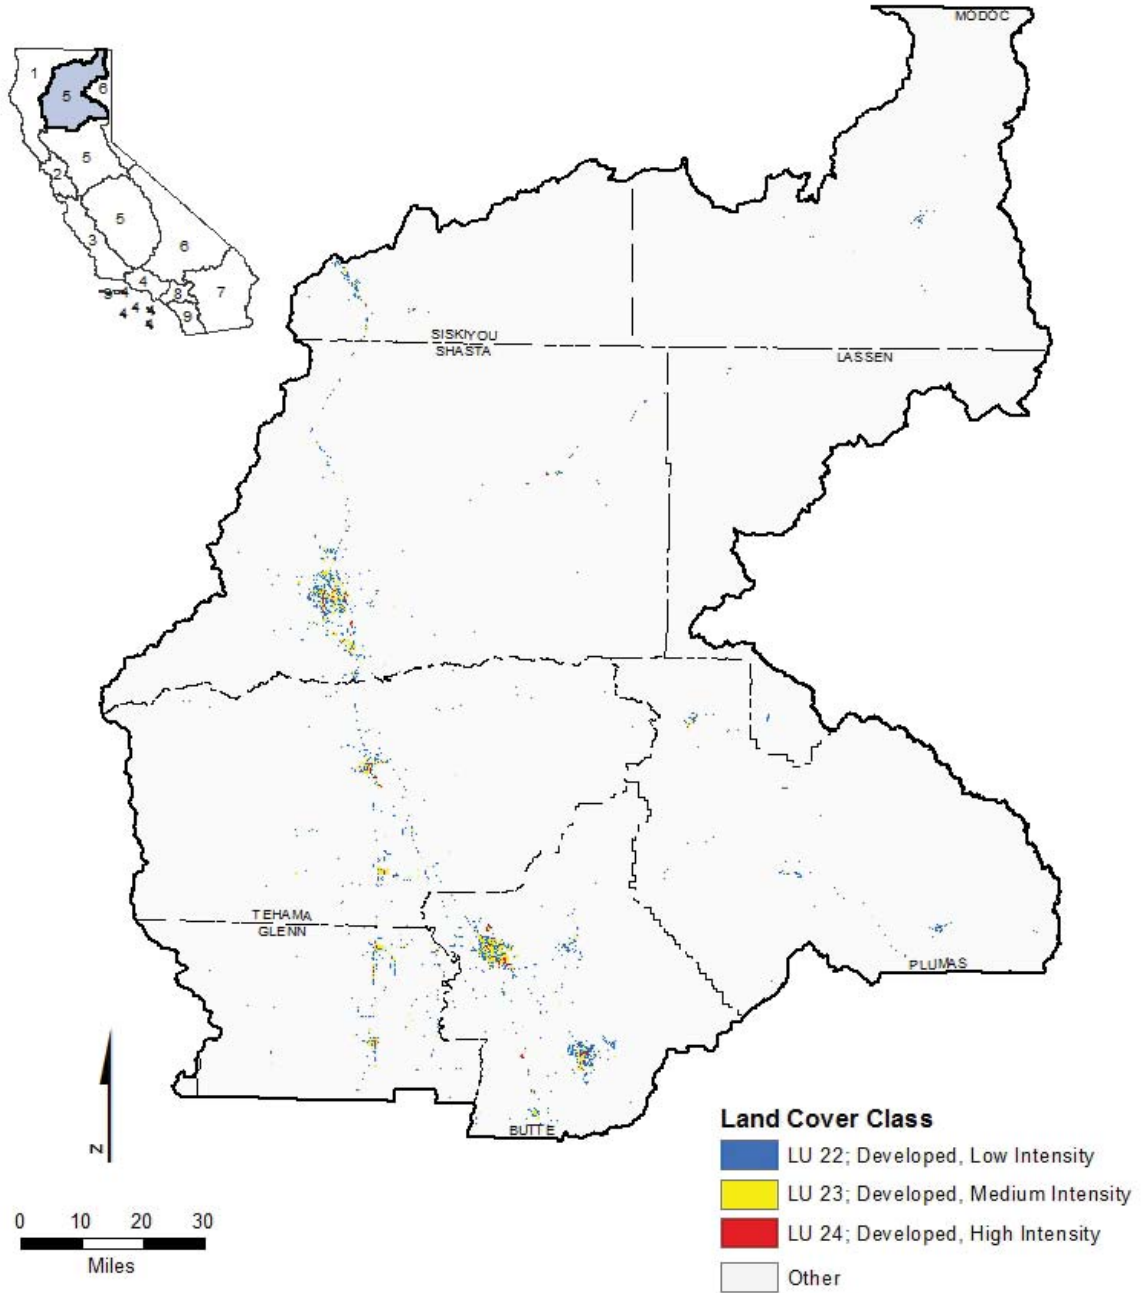 MODOC
1
5
6
5
2
5
3
6
4
7
8
9
4
9
4
4
4
SISKIYOU
SHASTA
LASSEN
TEHAMA
GLENN
PLUMAS
BUTTE
N
0 10 20 30
Miles
Land Cover Class
LU 22; Developed, Low Intensity
LU 23; Developed, Medium Intensity
LU 24; Developed, High Intensity
Other